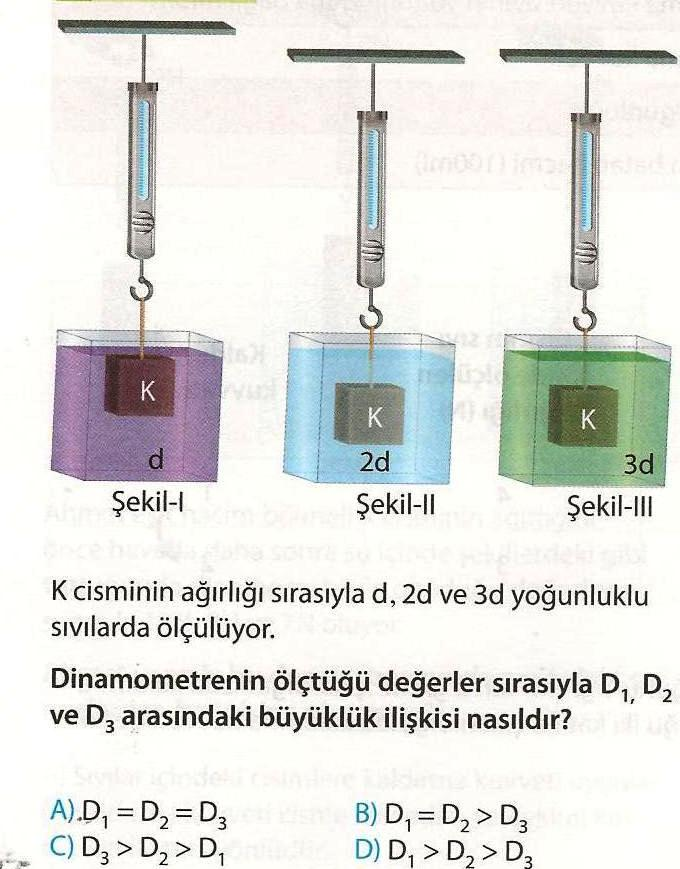 K
K
K
d
2d
3d
Şekil-I
Şekil-II
Şekil-III
K cisminin ağırlığı sırasıyla d, 2d ve 3d yoğunluklu
sıvılarda ölçülüyor.
Dinamometrenin ölçtüğü değerler sırasıyla D₁, D₂
ve D₃ arasındaki büyüklük ilişkisi nasıldır?
A) D₁ = D₂ = D₃
B) D₁ = D₂ > D₃
C) D₃ > D₂ > D₁
D) D₁ > D₂ > D₃